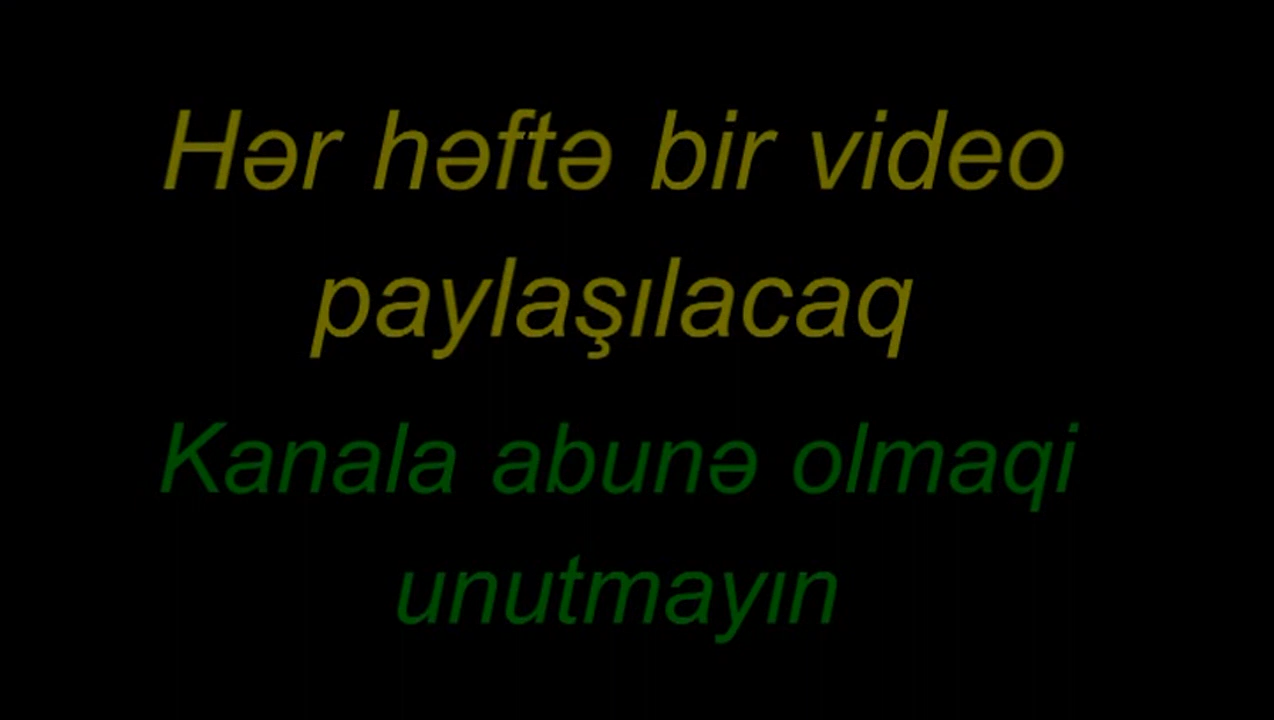 Hər həftə bir video
paylaşılacaq
Kanala abunə olmaqi
unutmayın